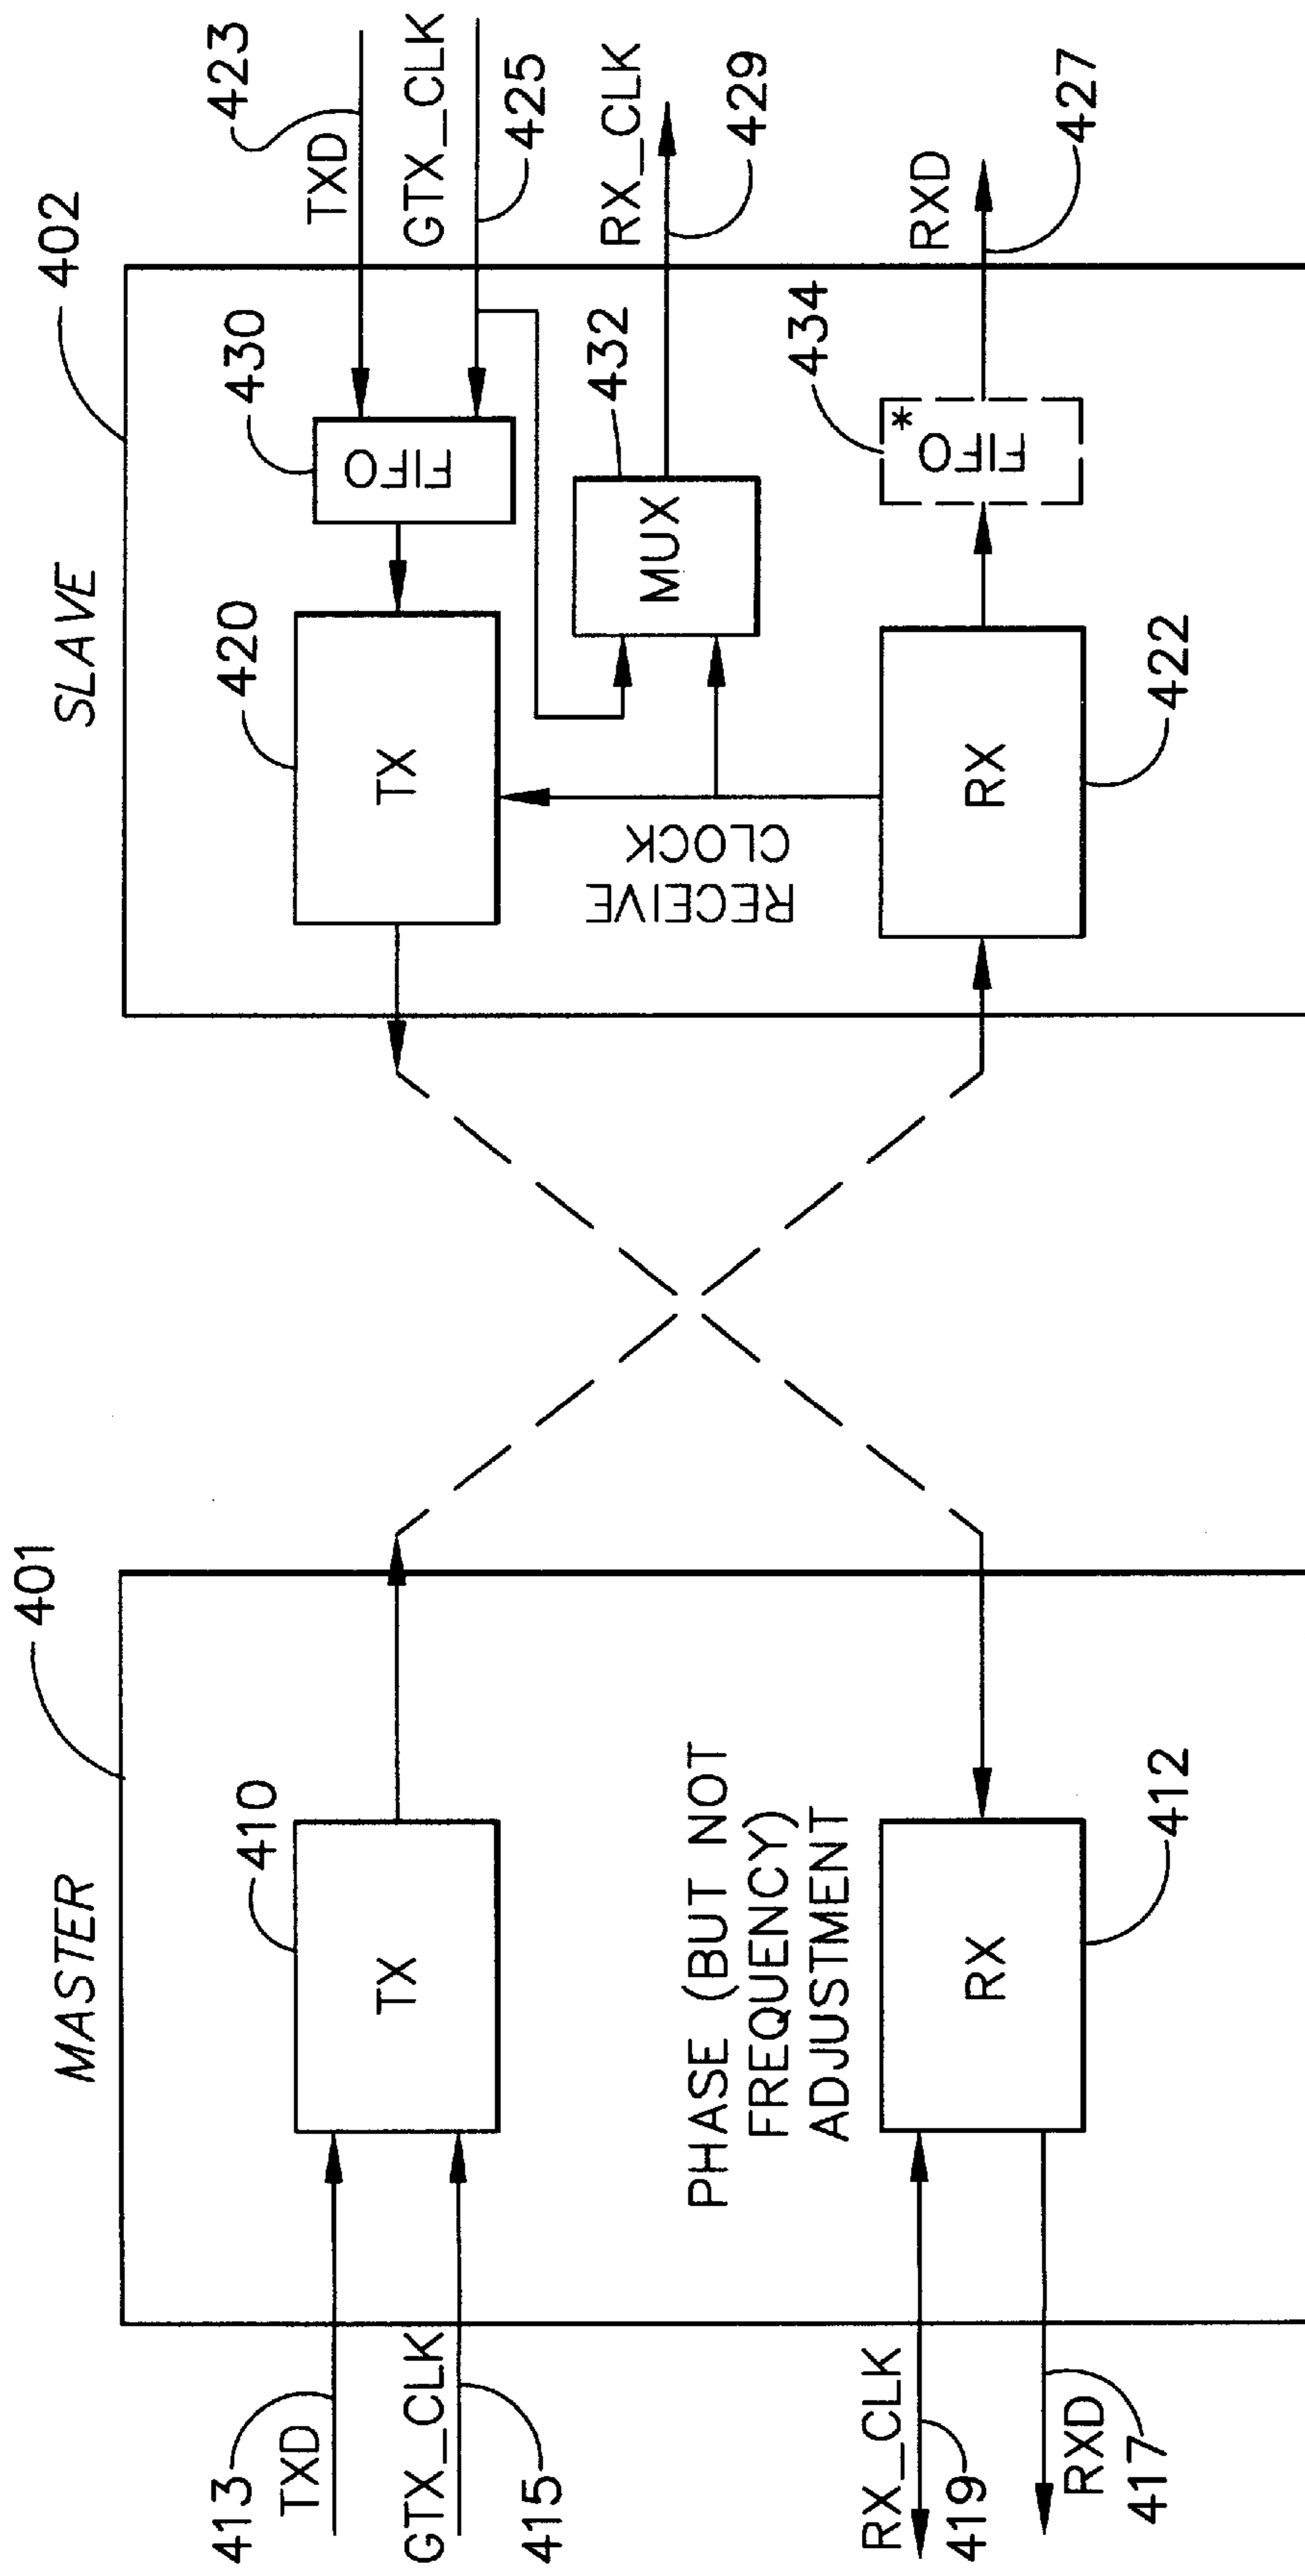 MASTER
401
413
TXD
GTX_CLK
415
410
TX
PHASE (BUT NOT
FREQUENCY)
ADJUSTMENT
RX_CLK
419
RXD
417
RX
412
SLAVE
402
420
TX
430
FIFO
TXD
423
GTX_CLK
425
RECEIVE
CLOCK
MUX
432
RX_CLK
429
RX
422
FIFO*
434
RXD
427